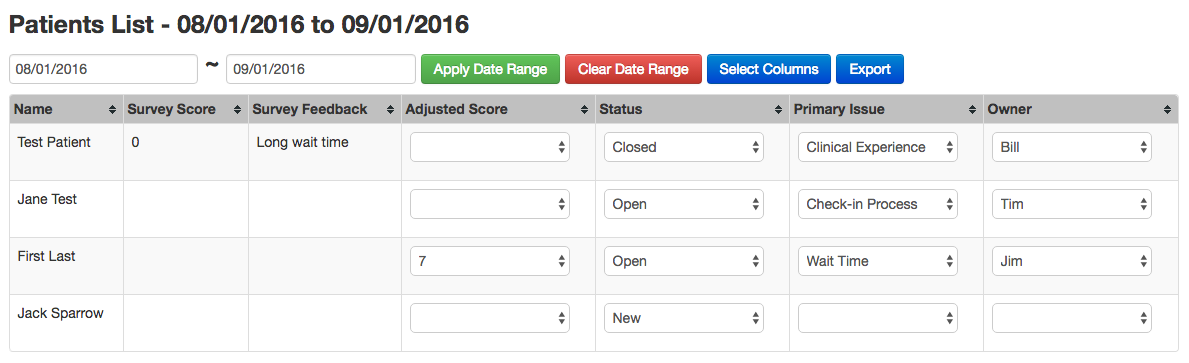 Patients List - 08/01/2016 to 09/01/2016
08/01/2016 ~ 09/01/2016 Apply Date Range Clear Date Range Select Columns Export
Name Survey Score Survey Feedback Adjusted Score Status Primary Issue Owner
Test Patient 0 Long wait time Closed Clinical Experience Bill
Jane Test Open Check-in Process Tim
First Last 7 Open Wait Time Jim
Jack Sparrow New